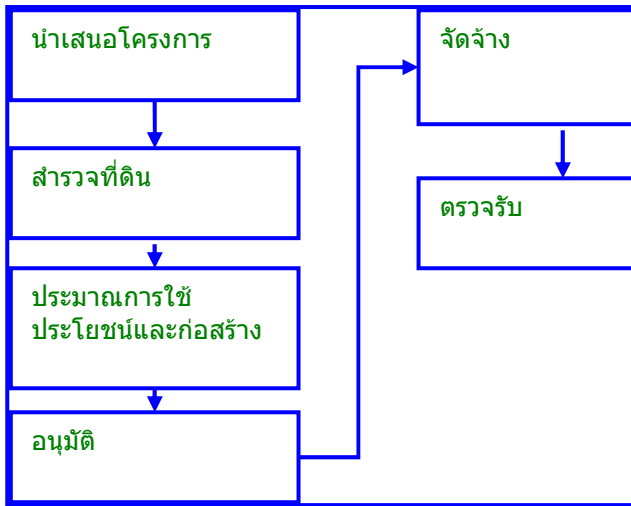 นำเสนอโครงการ
สำรวจที่ดิน
ประมาณการใช้
ประโยชน์และก่อสร้าง
อนุมัติ
จัดจ้าง
ตรวจรับ